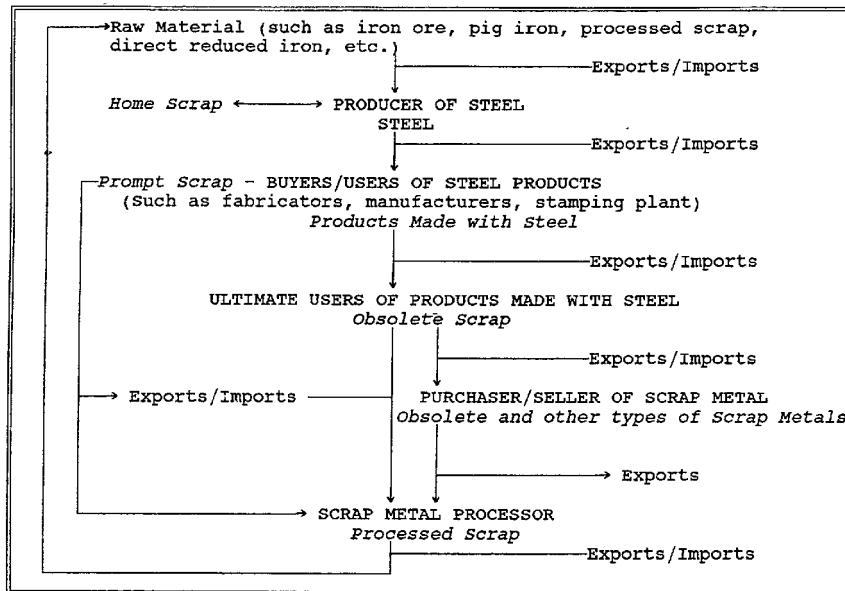 Raw Material (such as iron ore, pig iron, processed scrap,
direct reduced iron, etc.)
Exports/Imports
Home Scrap PRODUCER OF STEEL
STEEL
Exports/Imports
Prompt Scrap - BUYERS/USERS OF STEEL PRODUCTS
(Such as fabricators, manufacturers, stamping plant)
Products Made with Steel
Exports/Imports
ULTIMATE USERS OF PRODUCTS MADE WITH STEEL
Obsolete Scrap
Exports/Imports
Exports/Imports PURCHASER/SELLER OF SCRAP METAL
Obsolete and other types of Scrap Metals
Exports
SCRAP METAL PROCESSOR
Processed Scrap
Exports/Imports